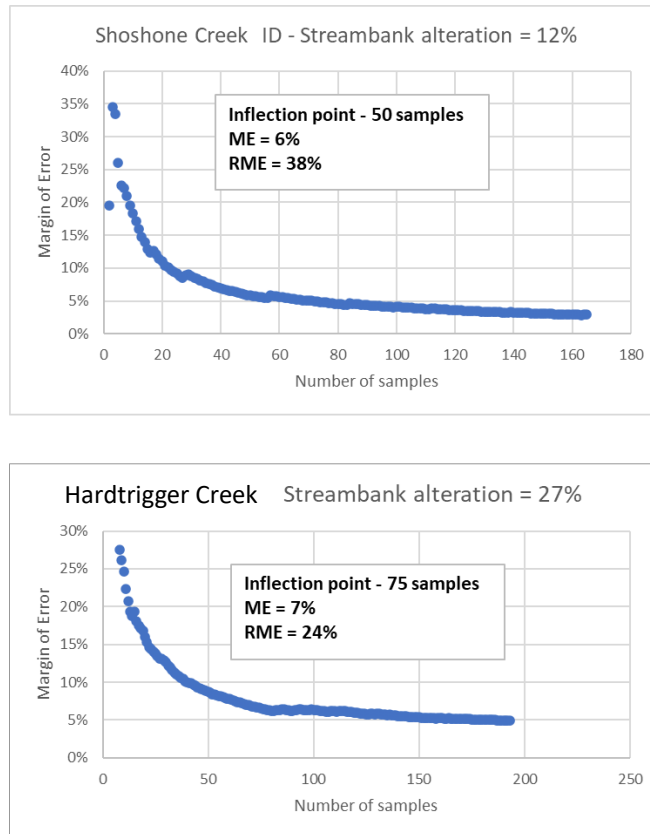 Shoshone Creek ID - Streambank alteration = 12%
40%
35%
30%
25%
20%
15%
10%
5%
0%
Margin of Error
Inflection point - 50 samples
ME = 6%
RME = 38%
0 20 40 60 80 100 120 140 160 180
Number of samples
Hardtrigger Creek Streambank alteration = 27%
30%
25%
20%
15%
10%
5%
0%
Margin of Error
Inflection point - 75 samples
ME = 7%
RME = 24%
0 50 100 150 200 250
Number of samples